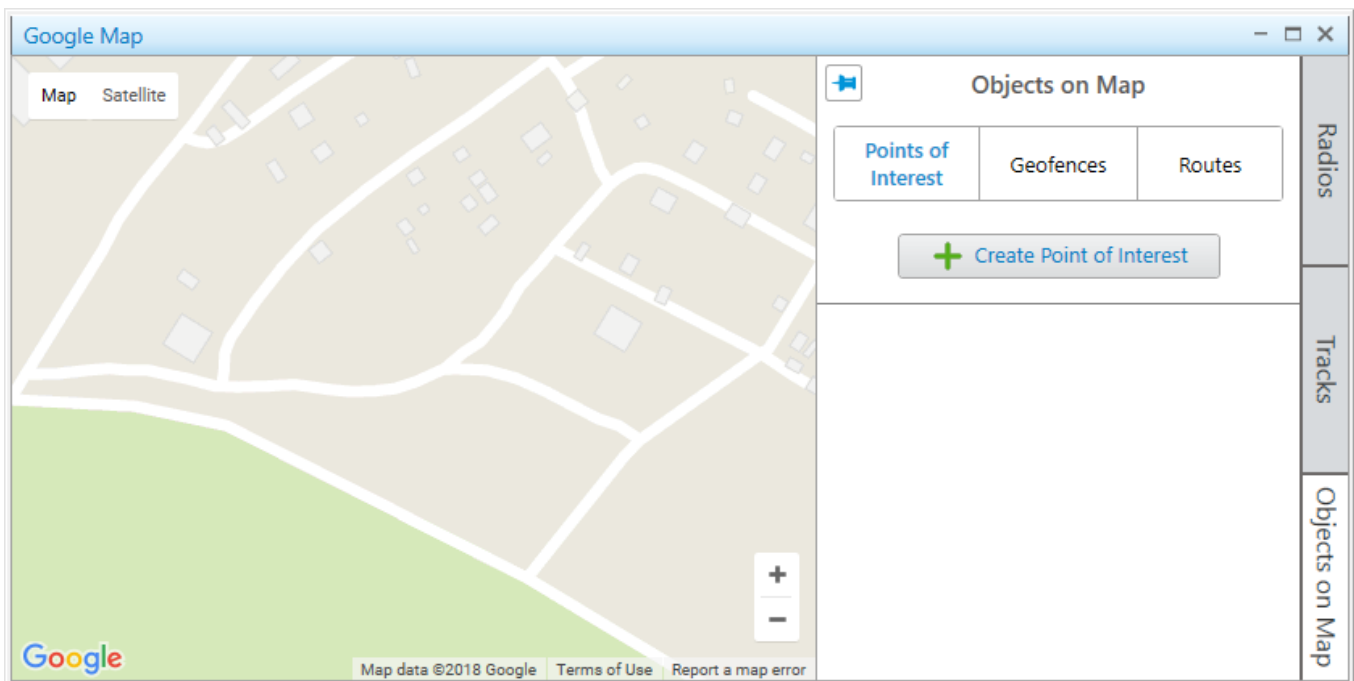 Google Map
Map Satellite
Objects on Map
Points of
Interest
Geofences
Routes
Create Point of Interest
Radios
Tracks
Objects on Map
Google
Map data ©2018 Google
Terms of Use
Report a map error